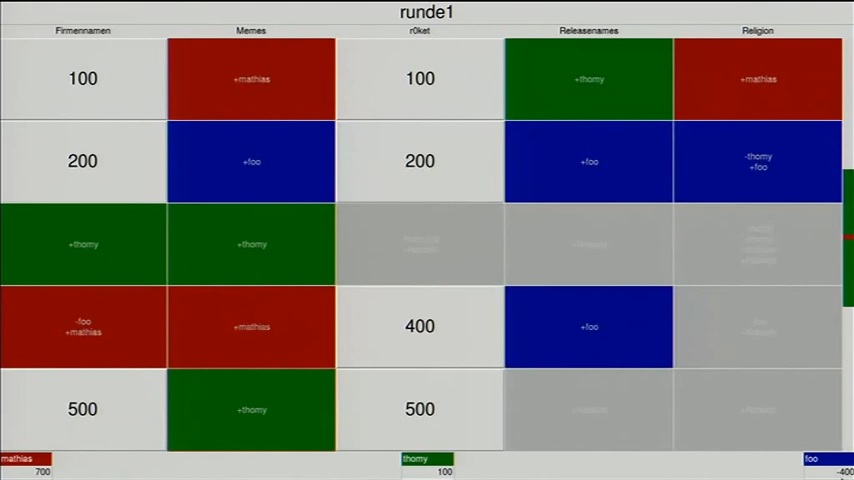 runde1
Firmennamen Memes r0ket Releasenames Religion
100 +mathias 100 +thomy +mathias
200 +foo 200 +foo -thomy
+foo
+thomy +thomy
-foo
+mathias +mathias 400 +foo
500 +thomy 500
mathias thomy foo
700 100 -400